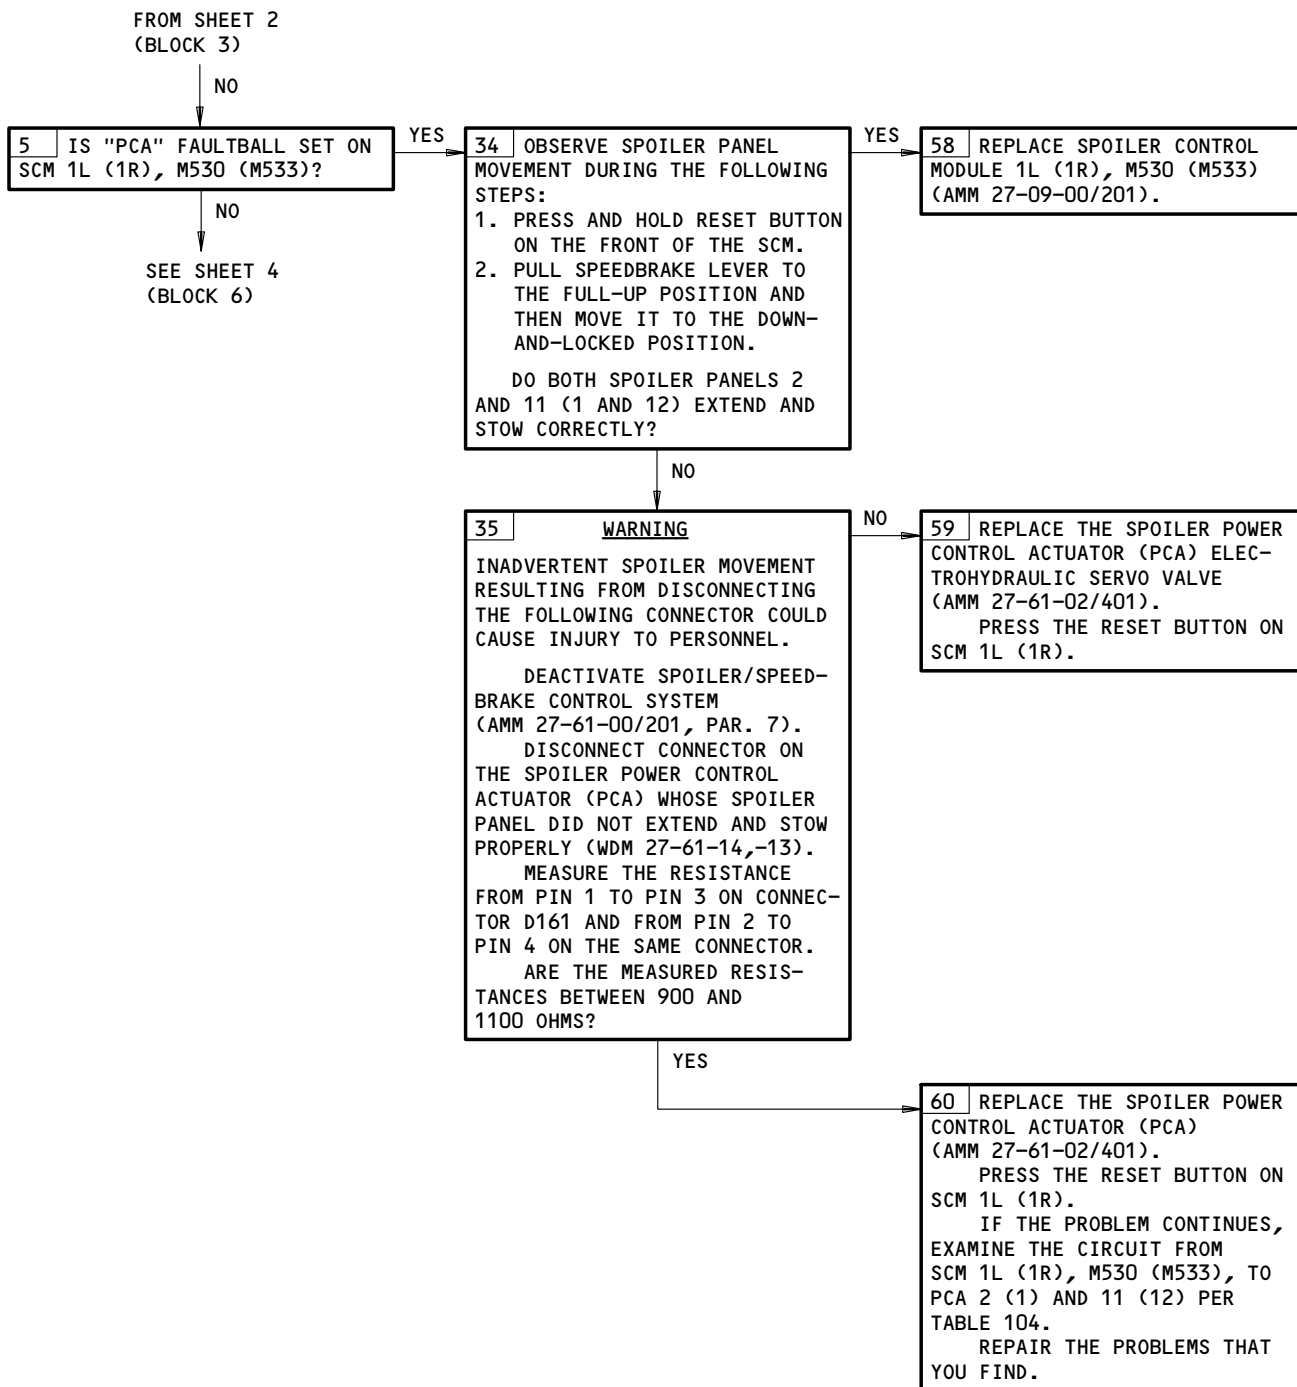 FROM SHEET 2
(BLOCK 3)
NO
5 IS "PCA" FAULTBALL SET ON
SCM 1L (1R), M530 (M533)?
YES
NO
SEE SHEET 4
(BLOCK 6)
34 OBSERVE SPOILER PANEL
MOVEMENT DURING THE FOLLOWING
STEPS:
1. PRESS AND HOLD RESET BUTTON
ON THE FRONT OF THE SCM.
2. PULL SPEEDBRAKE LEVER TO
THE FULL-UP POSITION AND
THEN MOVE IT TO THE DOWN-
AND-LOCKED POSITION.
DO BOTH SPOILER PANELS 2
AND 11 (1 AND 12) EXTEND AND
STOW CORRECTLY?
YES
58 REPLACE SPOILER CONTROL
MODULE 1L (1R), M530 (M533)
(AMM 27-09-00/201).
NO
35 WARNING
INADVERTENT SPOILER MOVEMENT
RESULTING FROM DISCONNECTING
THE FOLLOWING CONNECTOR COULD
CAUSE INJURY TO PERSONNEL.
DEACTIVATE SPOILER/SPEED-
BRAKE CONTROL SYSTEM
(AMM 27-61-00/201, PAR. 7).
DISCONNECT CONNECTOR ON
THE SPOILER POWER CONTROL
ACTUATOR (PCA) WHOSE SPOILER
PANEL DID NOT EXTEND AND STOW
PROPERLY (WDM 27-61-14,-13).
MEASURE THE RESISTANCE
FROM PIN 1 TO PIN 3 ON CONNEC-
TOR D161 AND FROM PIN 2 TO
PIN 4 ON THE SAME CONNECTOR.
ARE THE MEASURED RESIS-
TANCES BETWEEN 900 AND
1100 OHMS?
NO
59 REPLACE THE SPOILER POWER
CONTROL ACTUATOR (PCA) ELEC-
TROHYDRAULIC SERVO VALVE
(AMM 27-61-02/401).
PRESS THE RESET BUTTON ON
SCM 1L (1R).
YES
60 REPLACE THE SPOILER POWER
CONTROL ACTUATOR (PCA)
(AMM 27-61-02/401).
PRESS THE RESET BUTTON ON
SCM 1L (1R).
IF THE PROBLEM CONTINUES,
EXAMINE THE CIRCUIT FROM
SCM 1L (1R), M530 (M533), TO
PCA 2 (1) AND 11 (12) PER
TABLE 104.
REPAIR THE PROBLEMS THAT
YOU FIND.